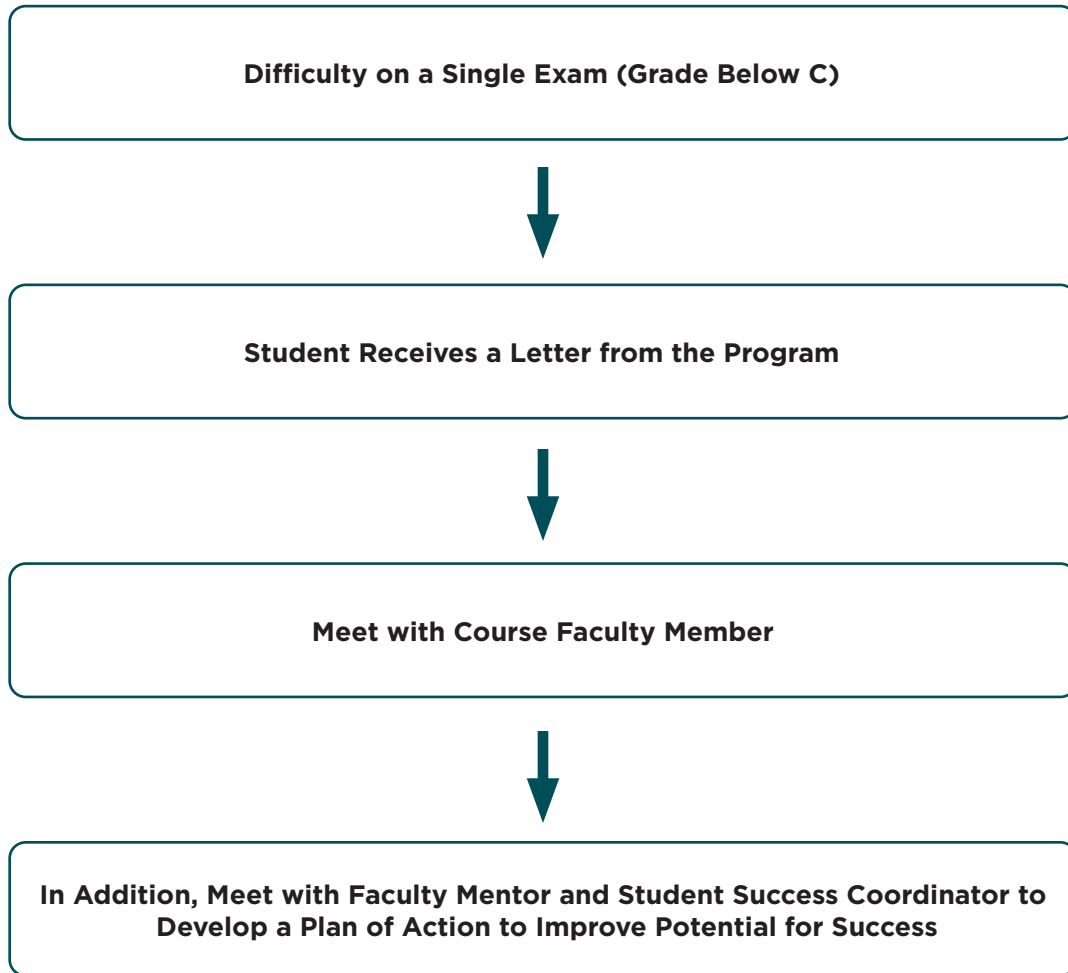 Difficulty on a Single Exam (Grade Below C)
Student Receives a Letter from the Program
Meet with Course Faculty Member
In Addition, Meet with Faculty Mentor and Student Success Coordinator to
Develop a Plan of Action to Improve Potential for Success